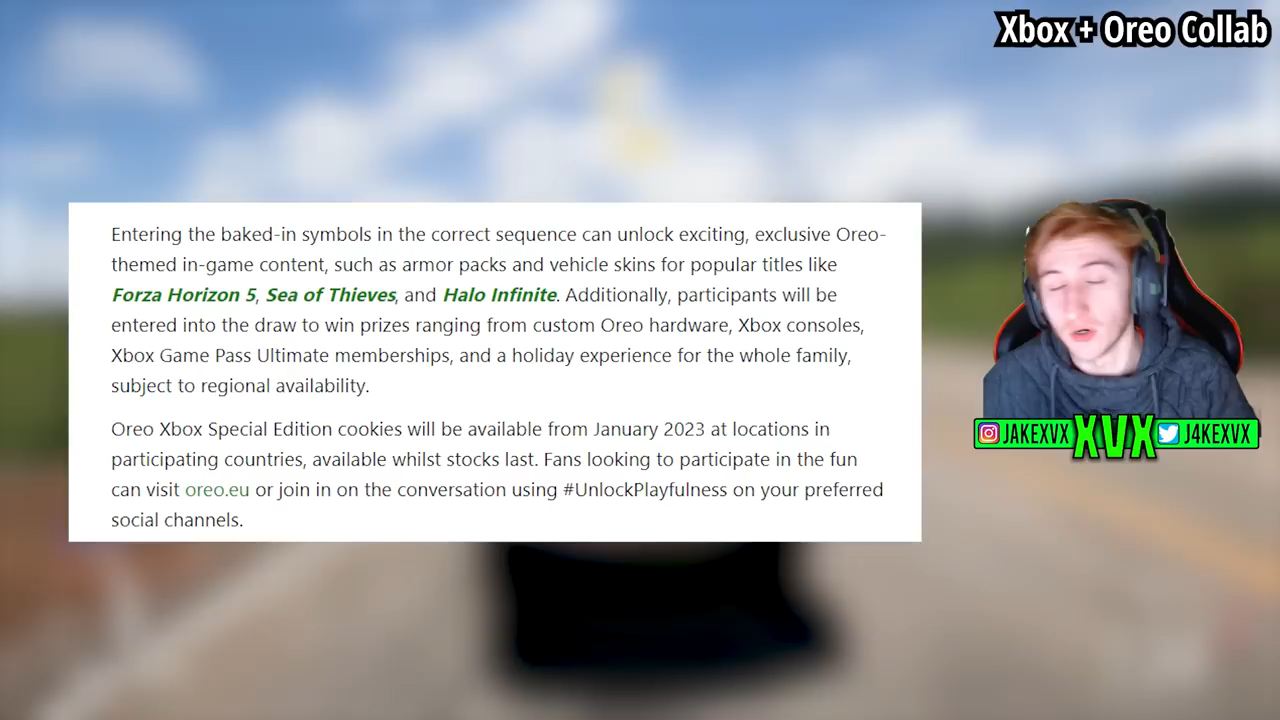 Xbox + Oreo Collab
Entering the baked-in symbols in the correct sequence can unlock exciting, exclusive Oreo-
themed in-game content, such as armor packs and vehicle skins for popular titles like
Forza Horizon 5, Sea of Thieves, and Halo Infinite. Additionally, participants will be
entered into the draw to win prizes ranging from custom Oreo hardware, Xbox consoles,
Xbox Game Pass Ultimate memberships, and a holiday experience for the whole family,
subject to regional availability.
Oreo Xbox Special Edition cookies will be available from January 2023 at locations in
participating countries, available whilst stocks last. Fans looking to participate in the fun
can visit oreo.eu or join in on the conversation using #UnlockPlayfulness on your preferred
social channels.
JAKEXVX XVX J4KEXVX